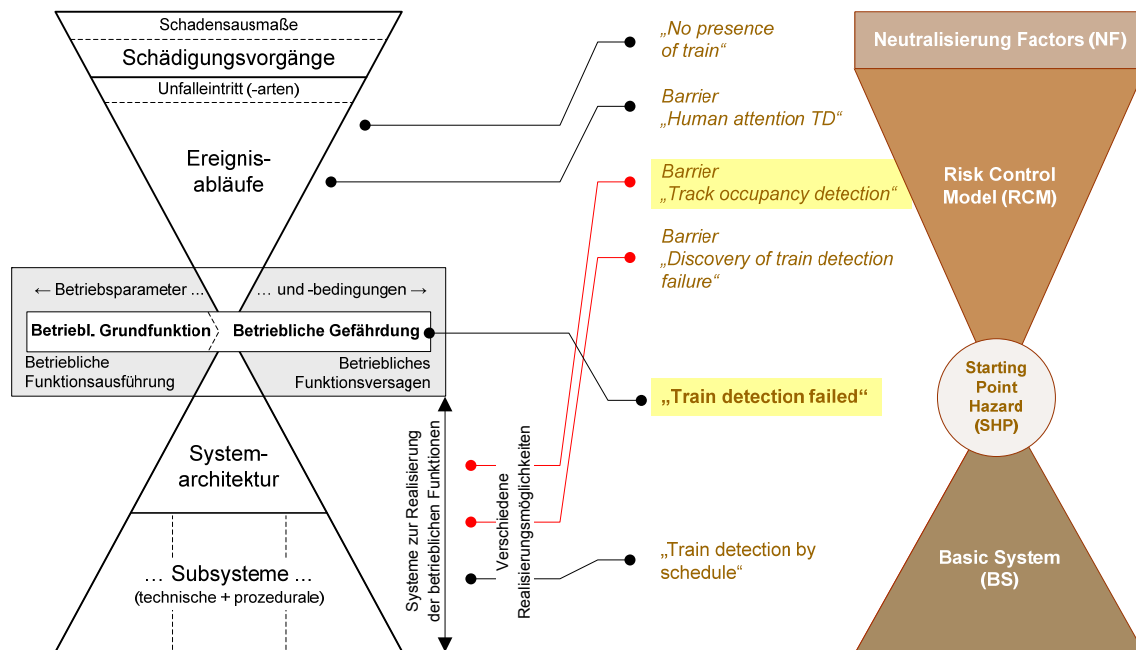 Schadensausmaße
Schädigungsvorgänge
Unfalleintritt (-arten)
Ereignis-
abläufe
← Betriebsparameter ...
... und -bedingungen →
Betriebl. Grundfunktion
Betriebliche Gefährdung
Betriebliche
Funktionsausführung
Betriebliches
Funktionsversagen
System-
architektur
... Subsysteme ...
(technische + prozedurale)
Systeme zur Realisierung
der betrieblichen Funktionen
Verschiedene
Realisierungsmöglichkeiten
„No presence
of train“
Barrier
„Human attention TD“
Barrier
„Track occupancy detection“
Barrier
„Discovery of train detection
failure“
„Train detection failed“
„Train detection by
schedule“
Neutralisierung Factors (NF)
Risk Control
Model (RCM)
Starting
Point
Hazard
(SHP)
Basic System
(BS)